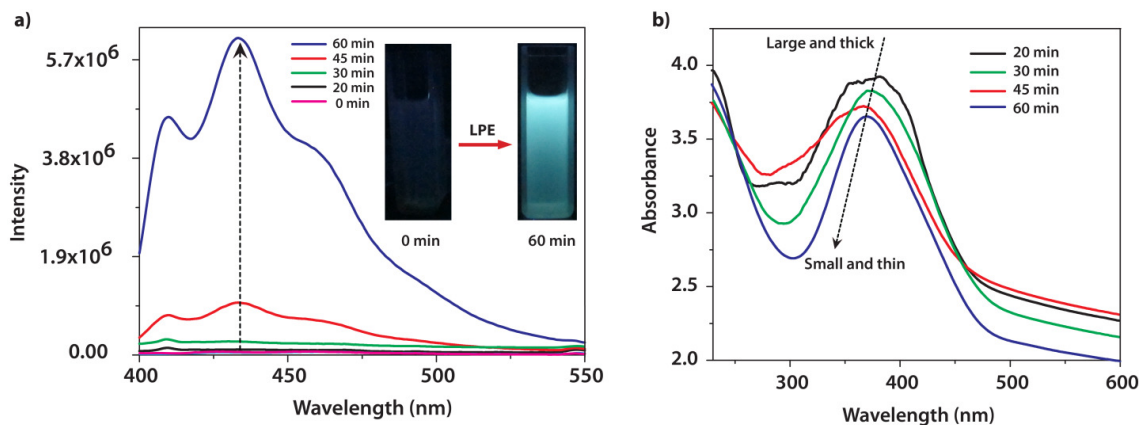 a)
5.7x10⁶
3.8x10⁶
1.9x10⁶
0.00
Intensity
60 min
45 min
30 min
20 min
0 min
LPE
0 min
60 min
400
450
500
550
Wavelength (nm)
b)
4.0
3.5
3.0
2.5
2.0
Absorbance
Large and thick
Small and thin
20 min
30 min
45 min
60 min
300
400
500
600
Wavelength (nm)